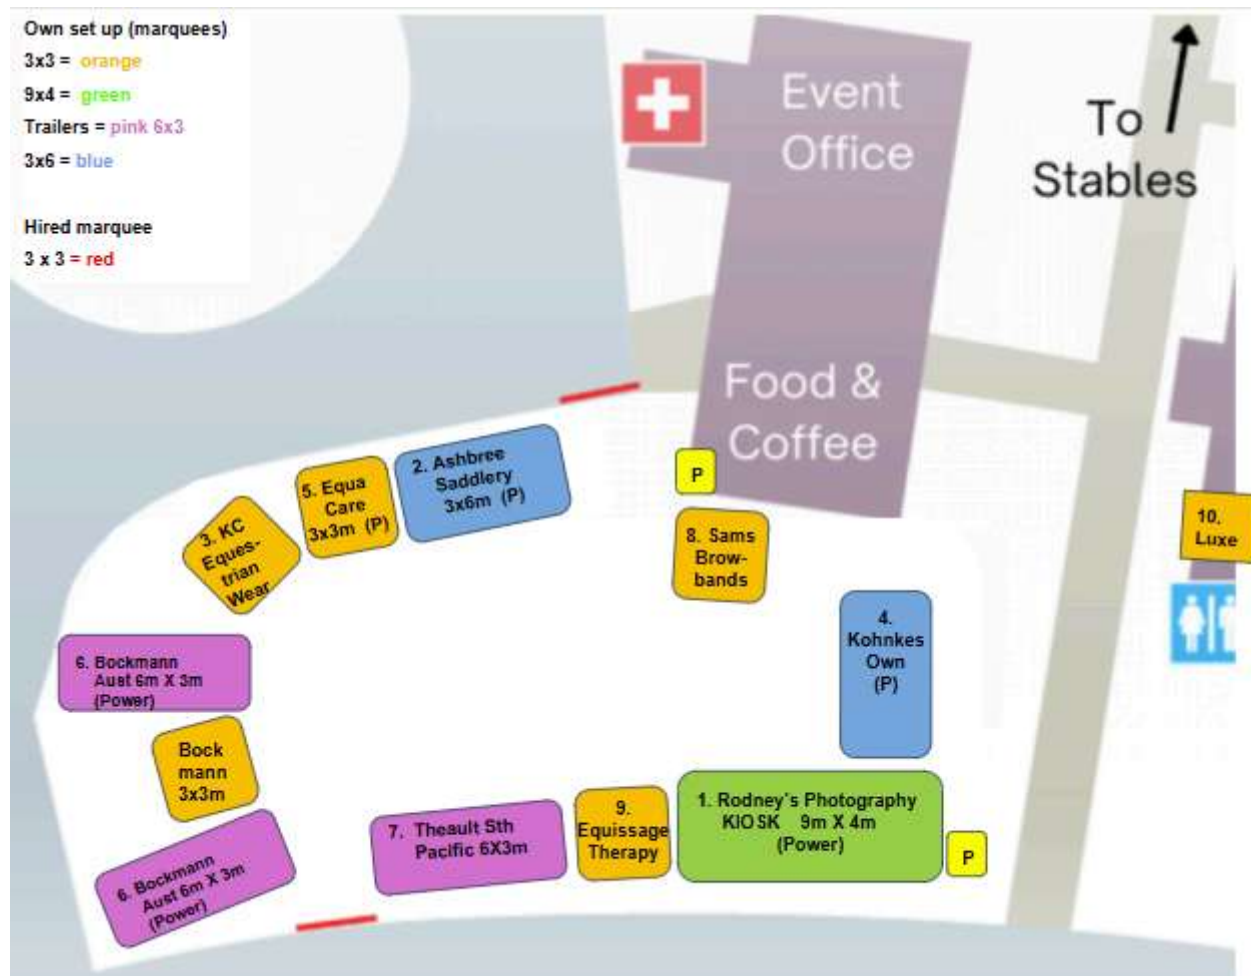 Own set up (marquees)
3x3 = orange
9x4 = green
Trailers = pink 6x3
3x6 = blue
Hired marquee
3 x 3 = red
Event
Office
To
Stables
Food &
Coffee
P
2. Ashbree
Saddlery
3x6m (P)
5. Equa
Care
3x3m (P)
3. KC
Eques-
trian
Wear
8. Sams
Brow-
bands
10.
Luxe
4.
Kohnkes
Own
(P)
6. Bockmann
Aust 6m X 3m
(Power)
Bock
mann
3x3m
6. Bockmann
Aust 6m X 3m
(Power)
7. Theault Sth
Pacific 6X3m
9.
Equissage
Therapy
1. Rodney's Photography
KIOSK 9m X 4m
(Power)
P